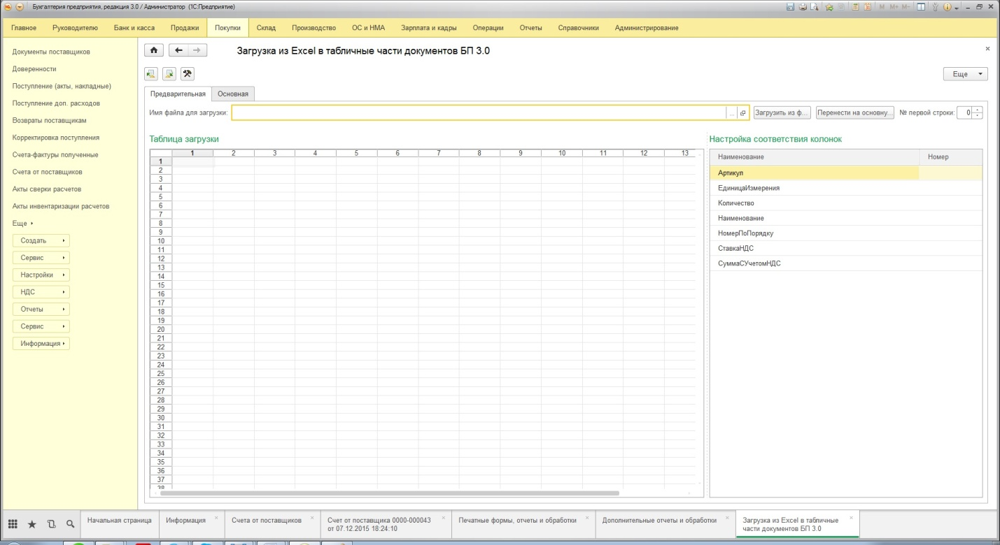 Бухгалтерия предприятия, редакция 3.0 / Администратор (1С:Предприятие)
M M+ M-
Главное Руководителю Банк и касса Продажи Покупки Склад Производство ОС и НМА Зарплата и кадры Операции Отчеты Справочники Администрирование
Документы поставщиков
Доверенности
Поступление (акты, накладные)
Поступление доп. расходов
Возвраты поставщикам
Корректировка поступления
Счета-фактуры полученные
Счета от поставщиков
Акты сверки расчетов
Акты инвентаризации расчетов
Еще
Создать
Сервис
Настройки
НДС
Отчеты
Сервис
Информация
Загрузка из Excel в табличные части документов БП 3.0
Еще
Предварительная Основная
Имя файла для загрузки: ... Загрузить из ф... Перенести на основну... № первой строки: 0
Таблица загрузки
1 2 3 4 5 6 7 8 9 10 11 12 13
1
2
3
4
5
6
7
8
9
10
11
12
13
14
15
16
17
18
19
20
21
22
23
24
25
26
27
28
29
30
31
32
33
34
35
36
37
38
Настройка соответствия колонок
Наименование Номер
Артикул
ЕдиницаИзмерения
Количество
Наименование
НомерПоПорядку
СтавкаНДС
СуммаСУчетомНДС
Начальная страница
Информация
Счета от поставщиков
Счет от поставщика 0000-000043
от 07.12.2015 18:24:10
Печатные формы, отчеты и обработки
Дополнительные отчеты и обработки
Загрузка из Excel в табличные
части документов БП 3.0